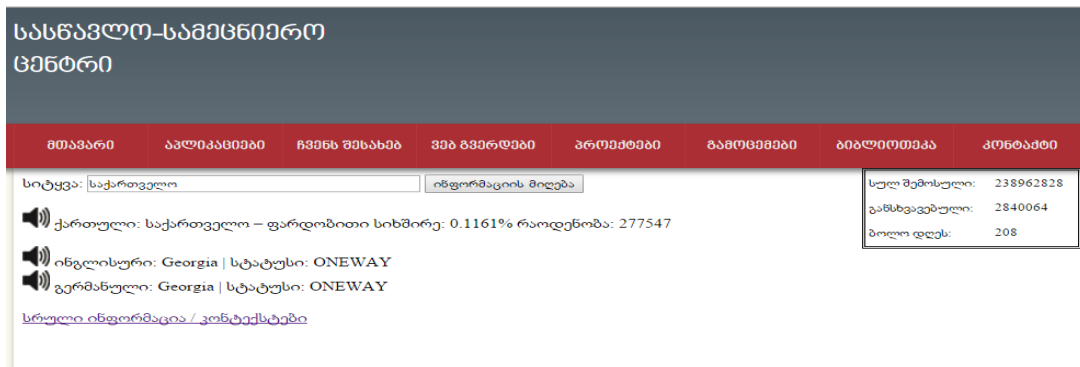 სასწავლო-სამეცნიერო
ცენტრი
მთავარი აპლიკაციები ჩვენს შესახებ ვებ გვერდები პროექტები გამოცემები ბიბლიოთეკა კონტაქტი
სიტყვა: საქართველო ინფორმაციის მიღება
სულ შემოსული: 238962828
განსხვავებული: 2840064
ბოლო დღეს: 208
ქართული: საქართველო – ფარდობითი სიხშირე: 0.1161% რაოდენობა: 277547
ინგლისური: Georgia | სტატუსი: ONEWAY
გერმანული: Georgia | სტატუსი: ONEWAY
სრული ინფორმაცია / კონტექსტები